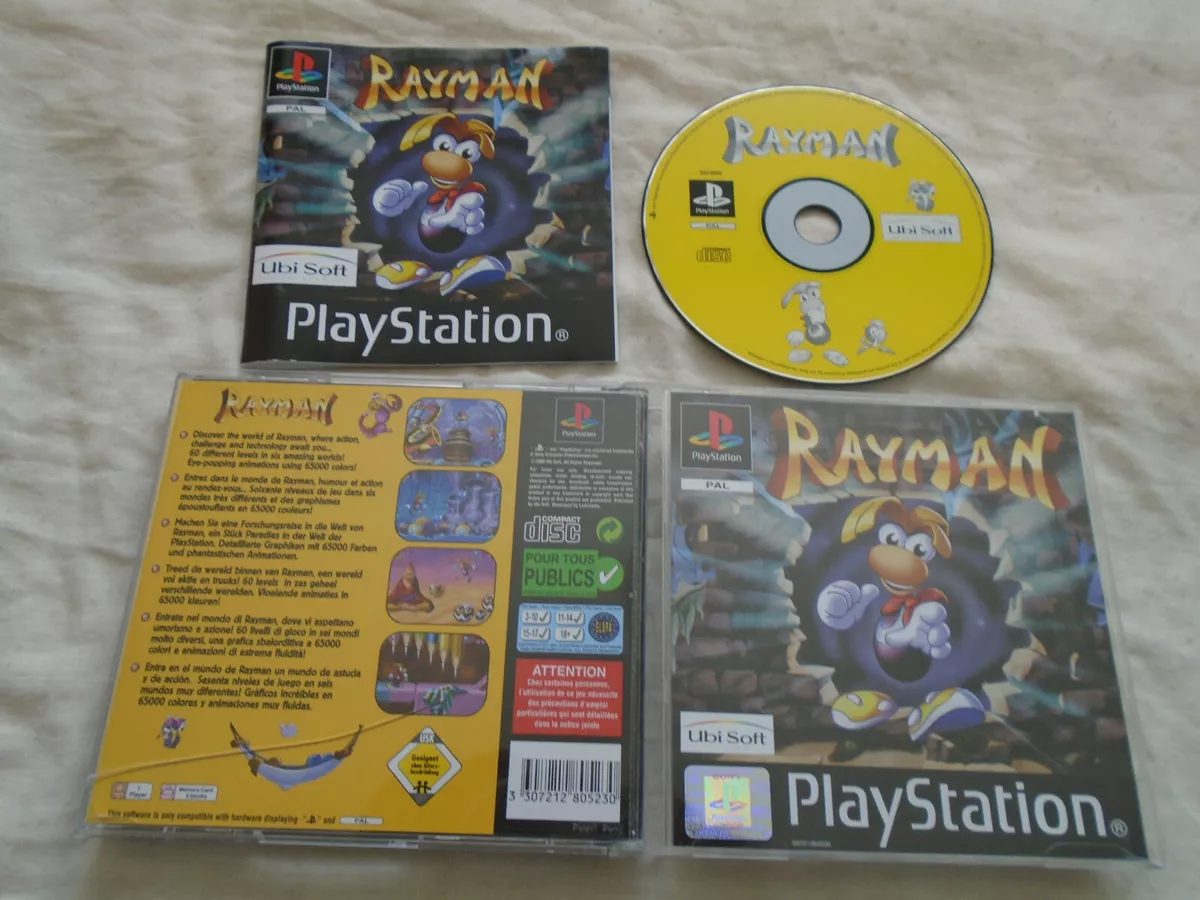 PlayStation
PAL
RAYMAN
Ubi Soft
PlayStation®
RAYMAN
PlayStation
PAL
Ubi Soft
COMPACT
disc
RAYMAN
Discover the world of Rayman, where action,
challenge and technology await you...
60 different levels in six amazing worlds!
Eye-popping animations using 65000 colors!
Entrez dans le monde de Rayman, humour et action
au rendez-vous... Soixante niveaux de jeu dans six
mondes très différents et des graphismes
époustouflants en 65000 couleurs!
Machen Sie eine Forschungsreise in die Welt von
Rayman, ein Stück Paradies in der Welt der
PlayStation. Detaillierte Graphiken mit 65000 Farben
und phantastischen Animationen.
Treed de wereld binnen van Rayman, een wereld
vol aktie en truuks! 60 levels in zes geheel
verschillende werelden. Vloeiende animaties in
65000 kleuren!
Entrate nel mondo di Rayman, dove vi aspettano
umorismo e azione! 60 livelli di gioco in sei mondi
molto diversi, una grafica sbalorditiva a 65000
colori e animazioni di estrema fluidità!
Entra en el mundo de Rayman un mundo de astucia
y de acción. Sesenta niveles de juego en seis
mundos muy diferentes! Gráficos increíbles en
65000 colores y animaciones muy fluidas.
1
Player
Memory Card
This software is only compatible with hardware displaying " " and PAL
PlayStation
COMPACT
disc
POUR TOUS
PUBLICS
3-10
11-14
15-17
18+
ATTENTION
Chez certaines personnes,
l'utilisation de ce jeu nécessite
des précautions d'emploi
particulières qui sont détaillées
dans la notice jointe
USK
Geeignet
ohne Alters-
beschränkung
3 307212 805230
PlayStation
PAL
RAYMAN
Ubi Soft
SONY
PlayStation®